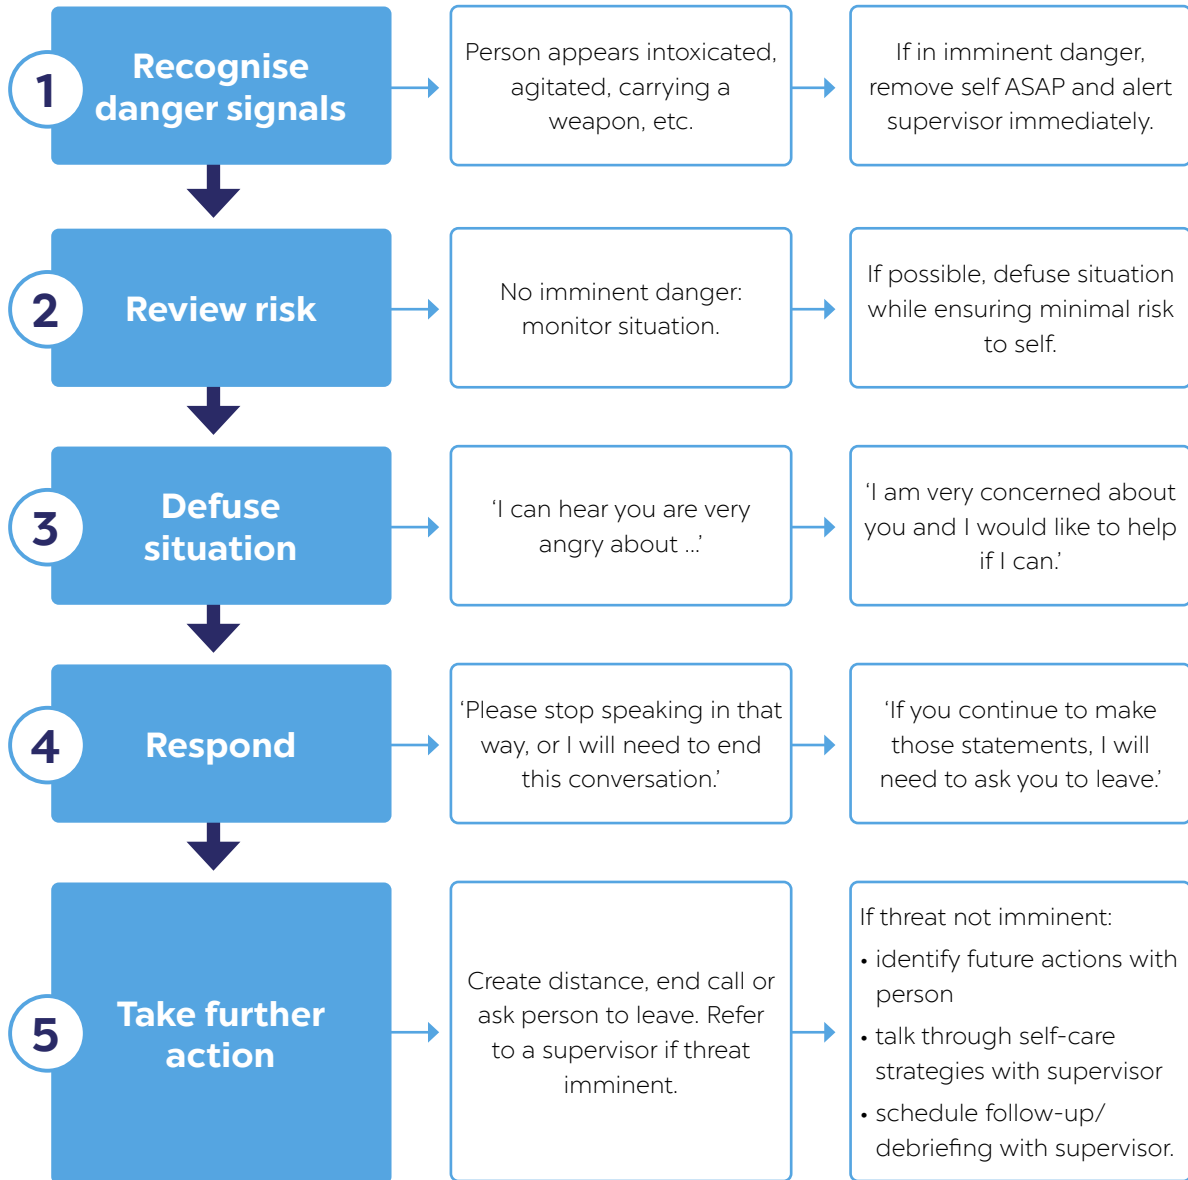 1
Recognise
danger signals
Person appears intoxicated,
agitated, carrying a
weapon, etc.
If in imminent danger,
remove self ASAP and alert
supervisor immediately.
2
Review risk
No imminent danger:
monitor situation.
If possible, defuse situation
while ensuring minimal risk
to self.
3
Defuse
situation
‘I can hear you are very
angry about ...’
‘I am very concerned about
you and I would like to help
if I can.’
4
Respond
‘Please stop speaking in that
way, or I will need to end
this conversation.’
‘If you continue to make
those statements, I will
need to ask you to leave.’
5
Take further
action
Create distance, end call or
ask person to leave. Refer
to a supervisor if threat
imminent.
If threat not imminent:
• identify future actions with
person
• talk through self-care
strategies with supervisor
• schedule follow-up/
debriefing with supervisor.